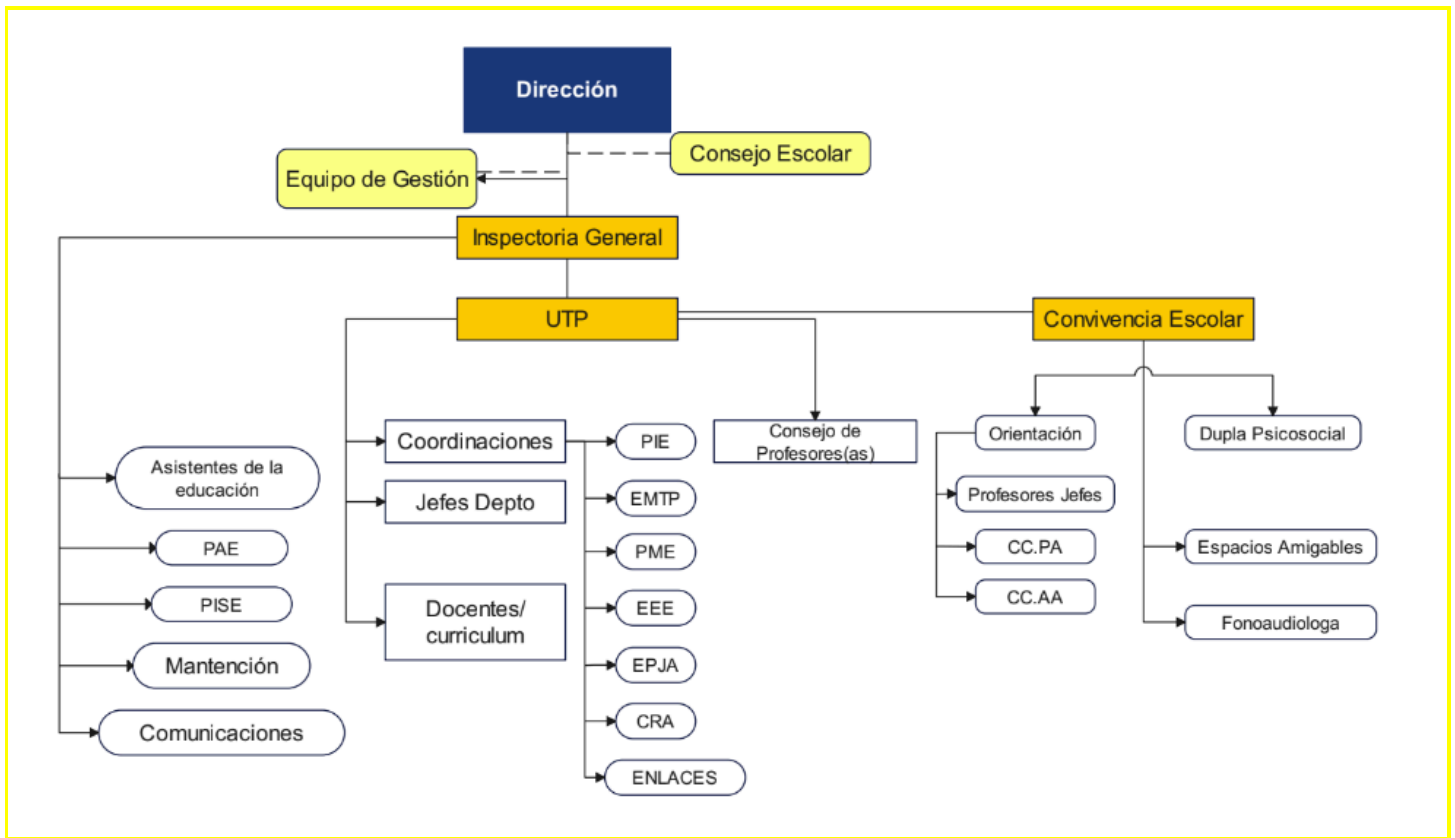 Dirección
Consejo Escolar
Equipo de Gestión
Inspectoria General
UTP
Convivencia Escolar
Asistentes de la
educación
PAE
PISE
Mantención
Comunicaciones
Coordinaciones
Jefes Depto
Docentes/
curriculum
PIE
EMTP
PME
EEE
EPJA
CRA
ENLACES
Consejo de
Profesores(as)
Orientación
Profesores Jefes
CC.PA
CC.AA
Dupla Psicosocial
Espacios Amigables
Fonoaudiologa